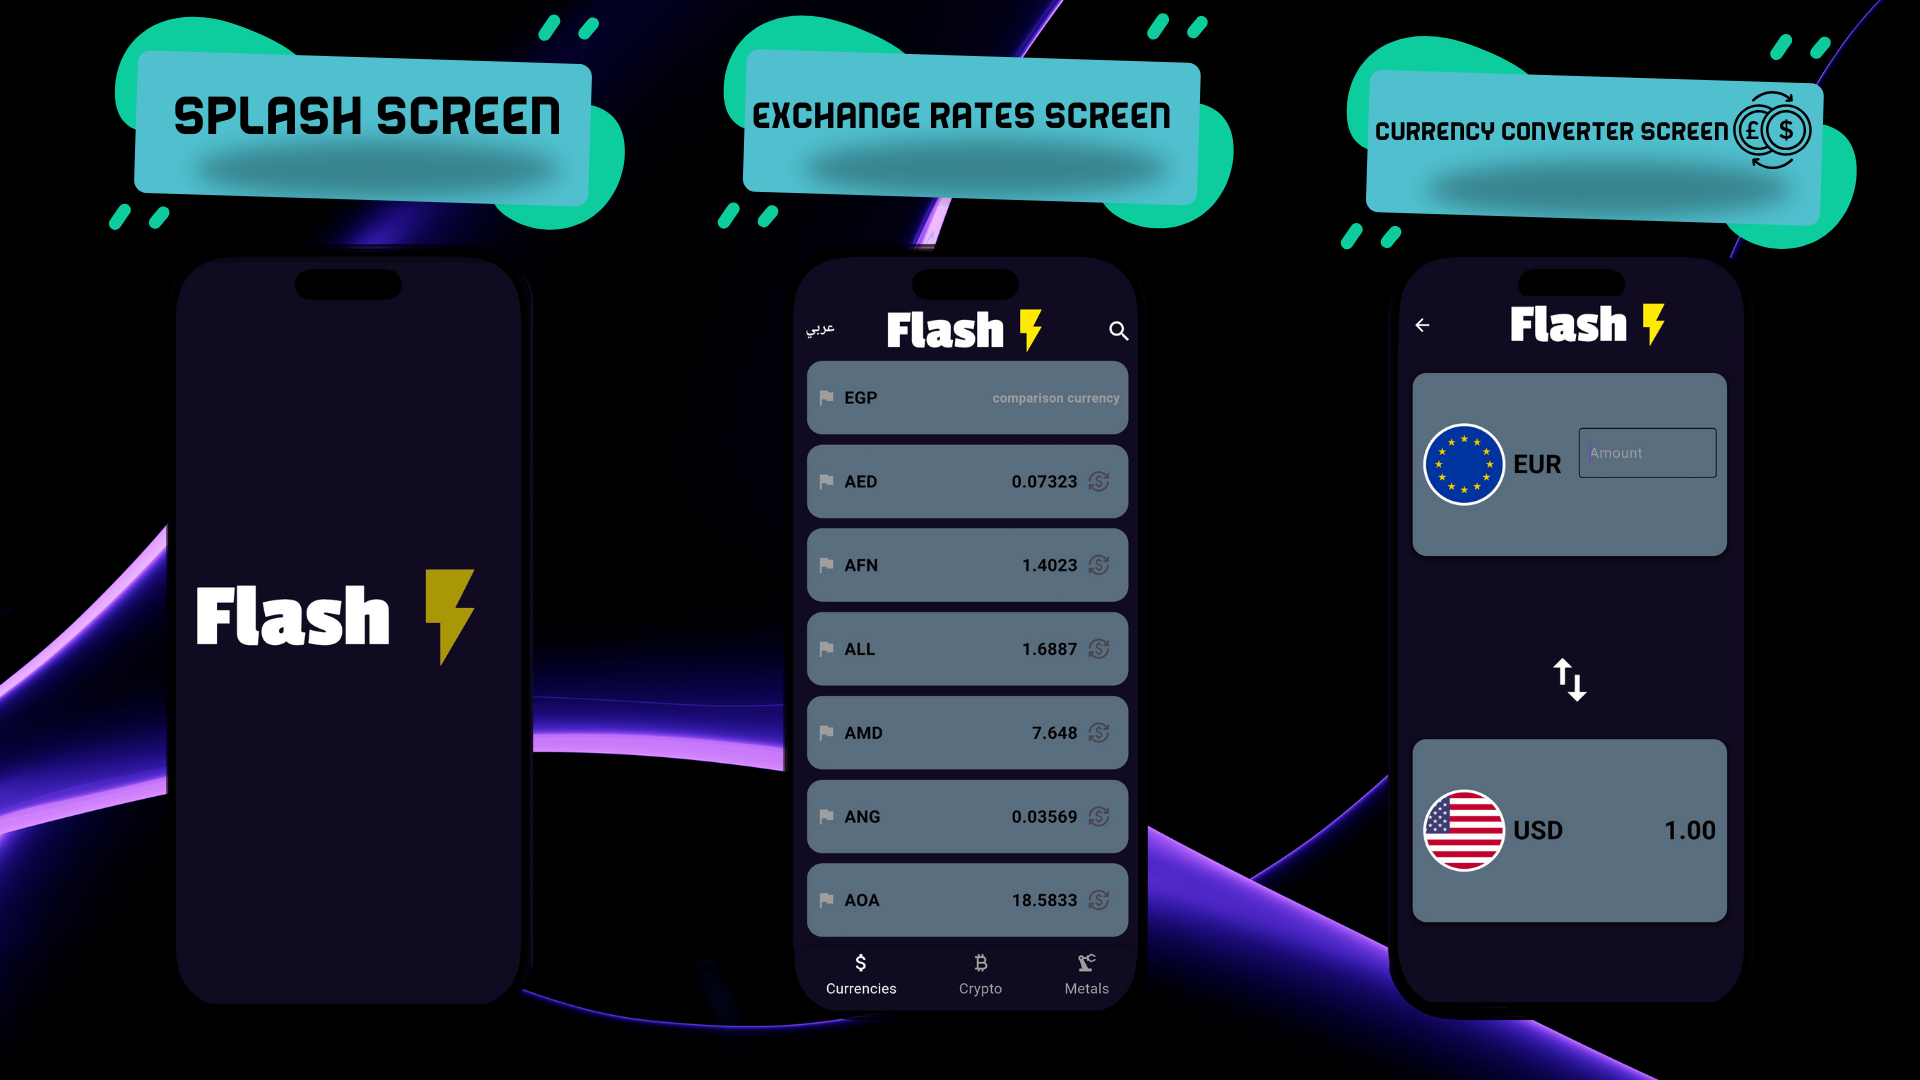 SPLASH SCREEN
Flash
EXCHANGE RATES SCREEN
عربي
Flash
EGP comparison currency
AED 0.07323
AFN 1.4023
ALL 1.6887
AMD 7.648
ANG 0.03569
AOA 18.5833
Currencies Crypto Metals
CURRENCY CONVERTER SCREEN £ $
Flash
EUR Amount
USD 1.00